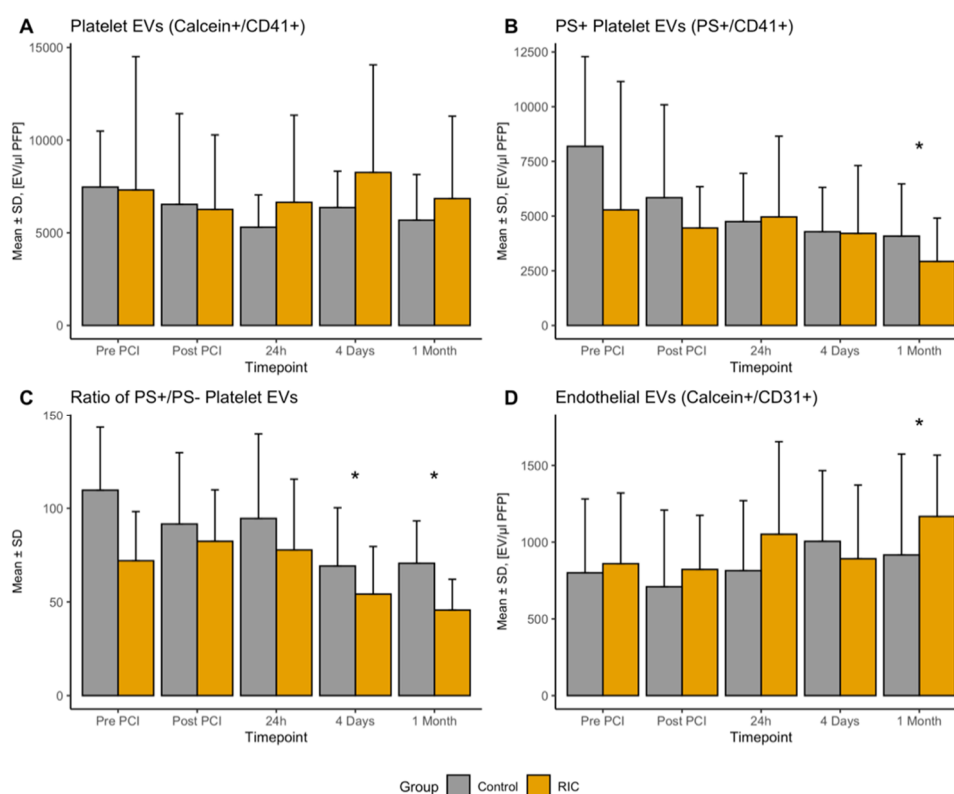 A Platelet EVs (Calcein+/CD41+)
Mean ± SD, [EV/µl PFP]
15000
10000
5000
0
Pre PCI Post PCI 24h 4 Days 1 Month
Timepoint
B PS+ Platelet EVs (PS+/CD41+)
Mean ± SD, [EV/µl PFP]
12500
10000
7500
5000
2500
0
*
Pre PCI Post PCI 24h 4 Days 1 Month
Timepoint
C Ratio of PS+/PS- Platelet EVs
Mean ± SD
150
100
50
0
* *
Pre PCI Post PCI 24h 4 Days 1 Month
Timepoint
D Endothelial EVs (Calcein+/CD31+)
Mean ± SD, [EV/µl PFP]
1500
1000
500
0
*
Pre PCI Post PCI 24h 4 Days 1 Month
Timepoint
Group Control RIC